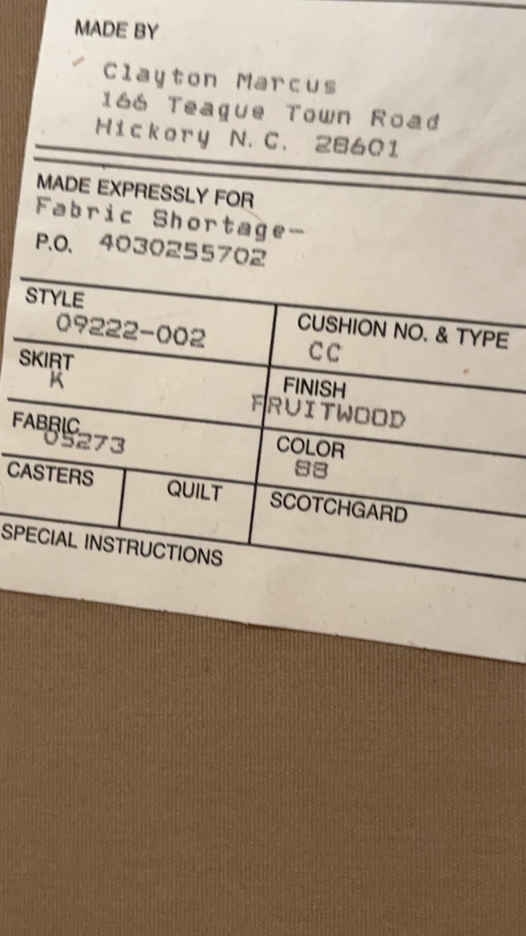 MADE BY
Clayton Marcus
166 Teague Town Road
Hickory N.C. 28601
MADE EXPRESSLY FOR
Fabric Shortage-
P.O. 4030255702
STYLE
09222-002
CUSHION NO. & TYPE
CC
SKIRT
K
FINISH
FRUITWOOD
FABRIC
05273
COLOR
88
CASTERS
QUILT
SCOTCHGARD
SPECIAL INSTRUCTIONS